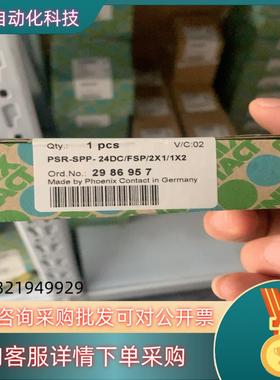 自动化科技
Qty.: 1 pcs V/C:02
PSR-SPP- 24DC/FSP/2X1/1X2
Ord.No.: 29 86 95 7
Made by Phoenix Contact in Germany
321949929
咨询采购批发可对公开票
客服详情下单采购